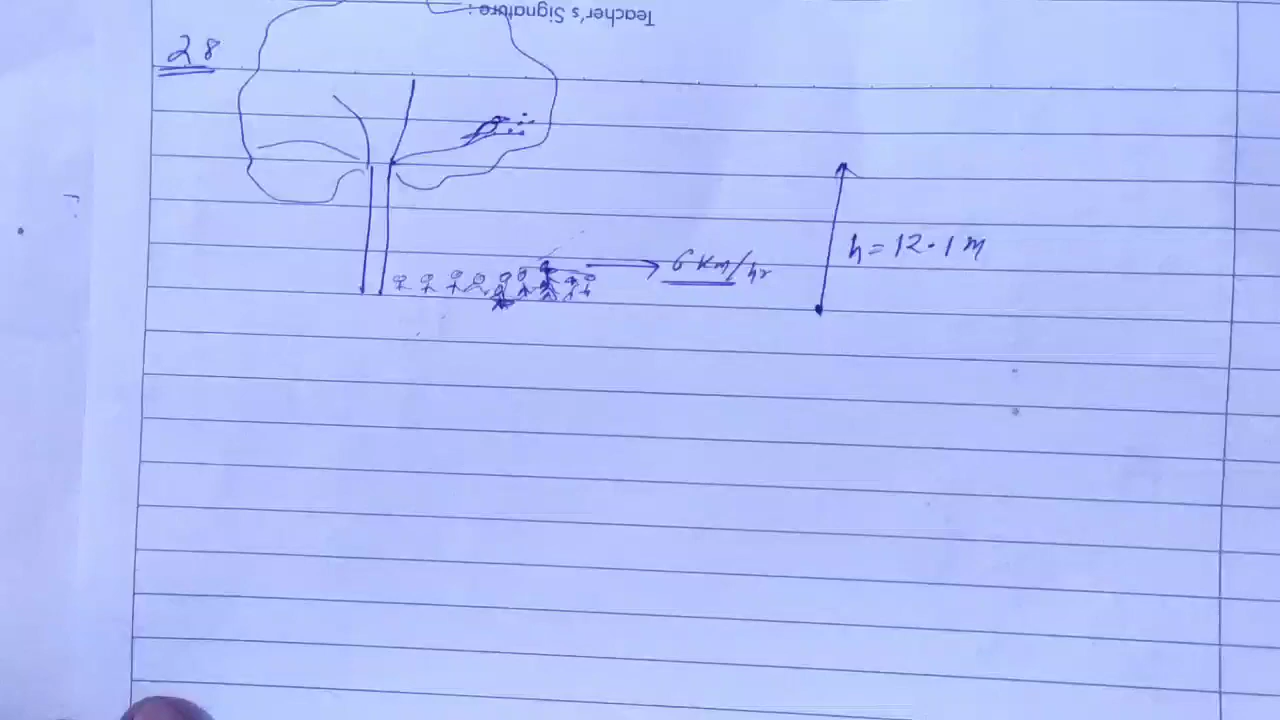 Teacher's Signature :
28
6 Km/hr
h = 12.1 m